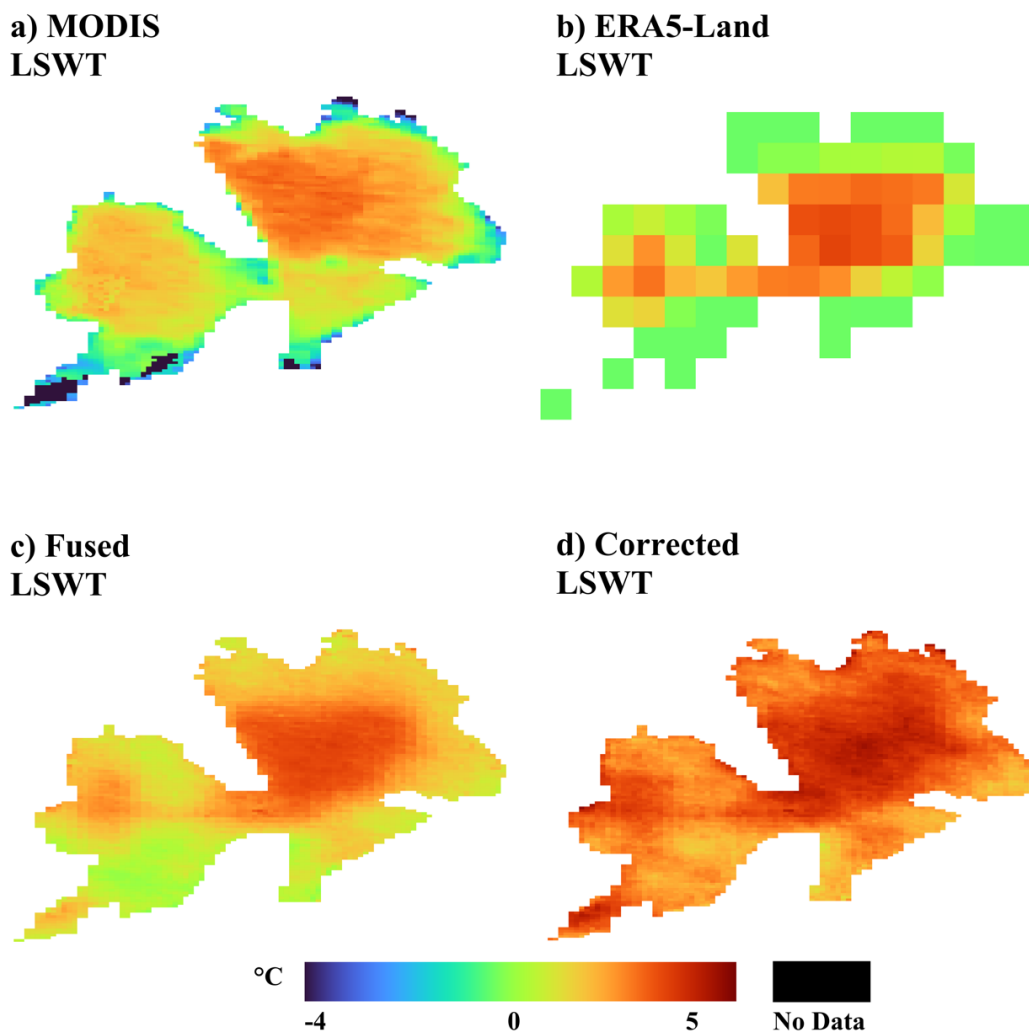 a) MODIS
LSWT
b) ERA5-Land
LSWT
c) Fused
LSWT
d) Corrected
LSWT
°C
-4 0 5 No Data